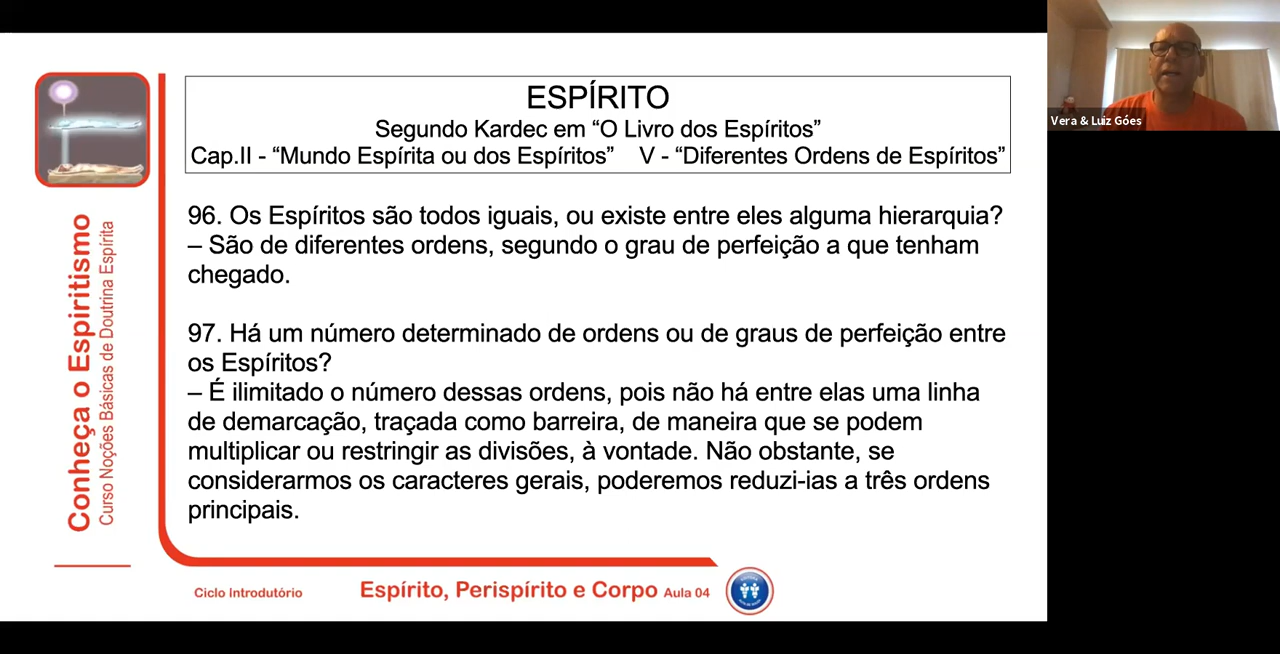 ESPÍRITO
Segundo Kardec em “O Livro dos Espíritos”
Cap.II - “Mundo Espírita ou dos Espíritos” V - “Diferentes Ordens de Espíritos”
96. Os Espíritos são todos iguais, ou existe entre eles alguma hierarquia?
– São de diferentes ordens, segundo o grau de perfeição a que tenham
chegado.
97. Há um número determinado de ordens ou de graus de perfeição entre
os Espíritos?
– É ilimitado o número dessas ordens, pois não há entre elas uma linha
de demarcação, traçada como barreira, de maneira que se podem
multiplicar ou restringir as divisões, à vontade. Não obstante, se
considerarmos os caracteres gerais, poderemos reduzi-ias a três ordens
principais.
Conheça o Espiritismo
Curso Noções Básicas de Doutrina Espírita
Ciclo Introdutório
Espírito, Perispírito e Corpo Aula 04
Vera & Luiz Góes